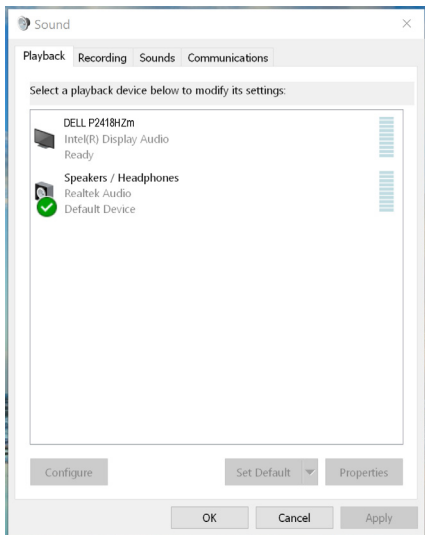 Sound
Playback Recording Sounds Communications
Select a playback device below to modify its settings:
DELL P2418HZm
Intel(R) Display Audio
Ready
Speakers / Headphones
Realtek Audio
Default Device
Configure Set Default Properties
OK Cancel Apply